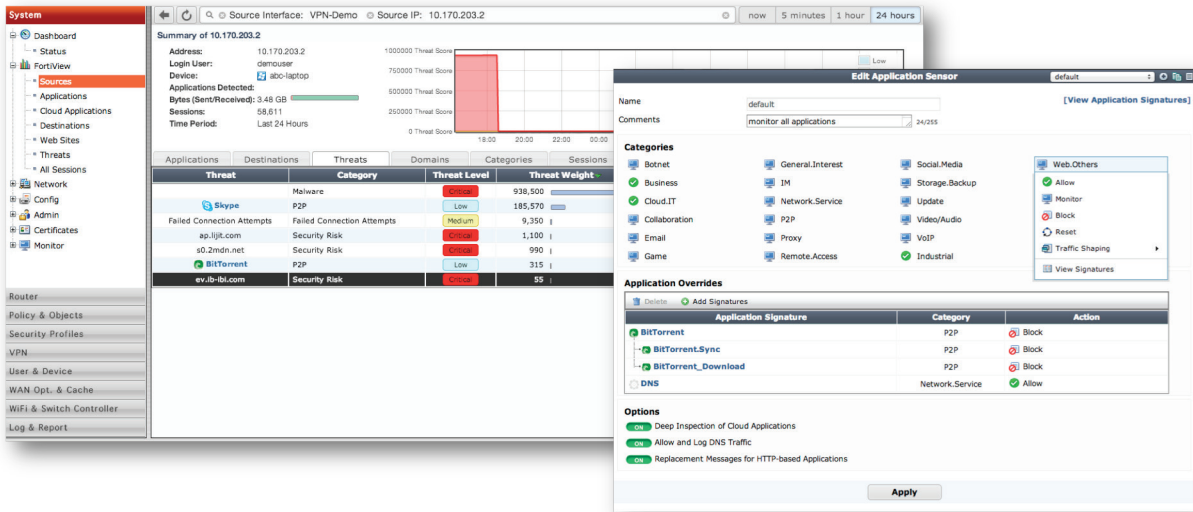 System
Dashboard
Status
FortiView
Sources
Applications
Cloud Applications
Destinations
Web Sites
Threats
All Sessions
Network
Config
Admin
Certificates
Monitor
Router
Policy & Objects
Security Profiles
VPN
User & Device
WAN Opt. & Cache
WiFi & Switch Controller
Log & Report
Source Interface: VPN-Demo Source IP: 10.170.203.2
now 5 minutes 1 hour 24 hours
Summary of 10.170.203.2
Address: 10.170.203.2
Login User: demouser
Device: abc-laptop
Applications Detected:
Bytes (Sent/Received): 3.48 GB
Sessions: 58,611
Time Period: Last 24 Hours
1000000 Threat Score
750000 Threat Score
500000 Threat Score
250000 Threat Score
0 Threat Score
18:00 20:00 22:00 00:00
Low
Applications Destinations Threats Domains Categories Sessions
Threat Category Threat Level Threat Weight
Malware Critical 938,500
Skype P2P Low 185,570
Failed Connection Attempts Failed Connection Attempts Medium 9,350
ap.lijit.com Security Risk Critical 1,100
s0.2mdn.net Security Risk Critical 990
BitTorrent P2P Low 315
ev.ib-ibi.com Security Risk Critical 55
Edit Application Sensor default
Name default [View Application Signatures]
Comments monitor all applications 24/255
Categories
Botnet General.Interest Social.Media Web.Others
Business IM Storage.Backup Allow
Cloud.IT Network.Service Update Monitor
Collaboration P2P Video/Audio Block
Email Proxy VoIP Reset
Game Remote.Access Industrial Traffic Shaping
View Signatures
Application Overrides
Delete Add Signatures
Application Signature Category Action
BitTorrent P2P Block
BitTorrent.Sync P2P Block
BitTorrent_Download P2P Block
DNS Network.Service Allow
Options
ON Deep Inspection of Cloud Applications
ON Allow and Log DNS Traffic
ON Replacement Messages for HTTP-based Applications
Apply